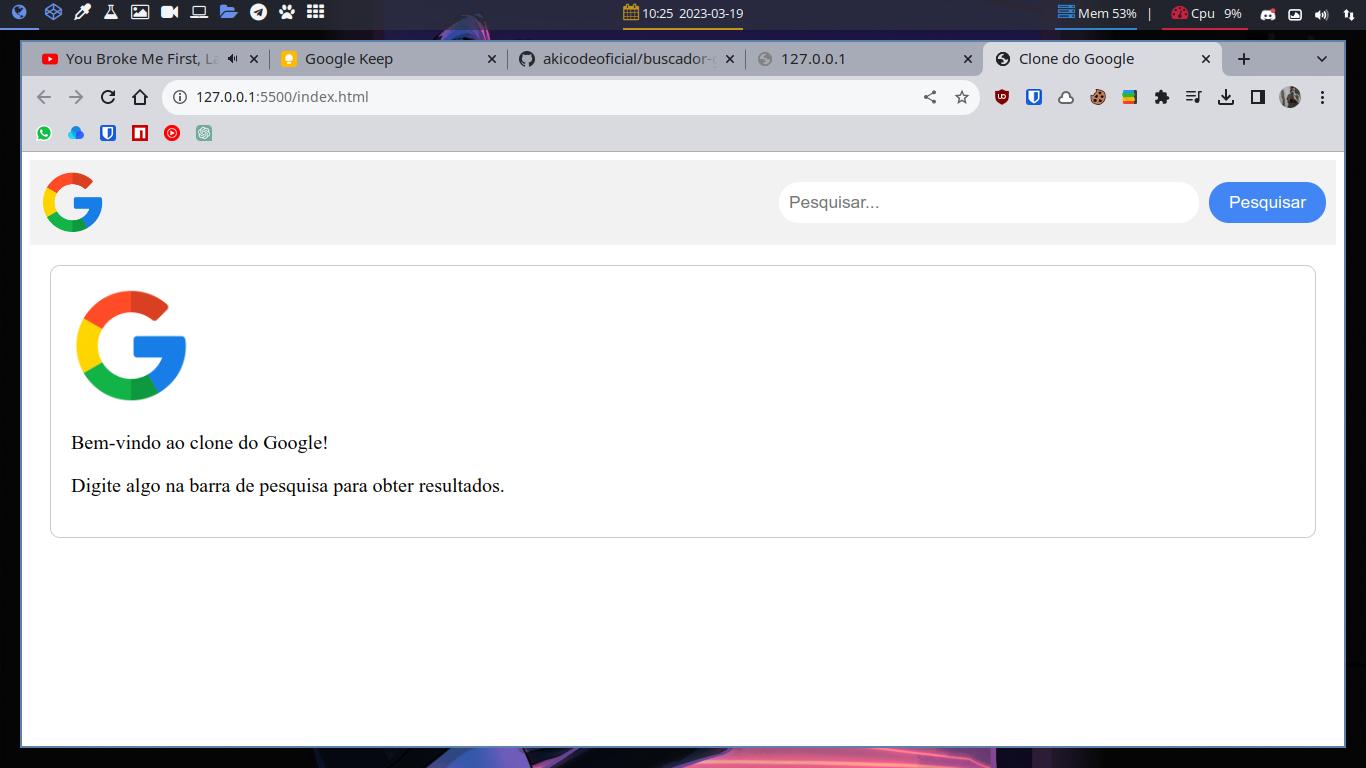 10:25 2023-03-19
Mem 53% | Cpu 9%
You Broke Me First, La
Google Keep
akicodeoficial/buscador-g
127.0.0.1
Clone do Google
127.0.0.1:5500/index.html
Pesquisar...
Pesquisar
Bem-vindo ao clone do Google!
Digite algo na barra de pesquisa para obter resultados.